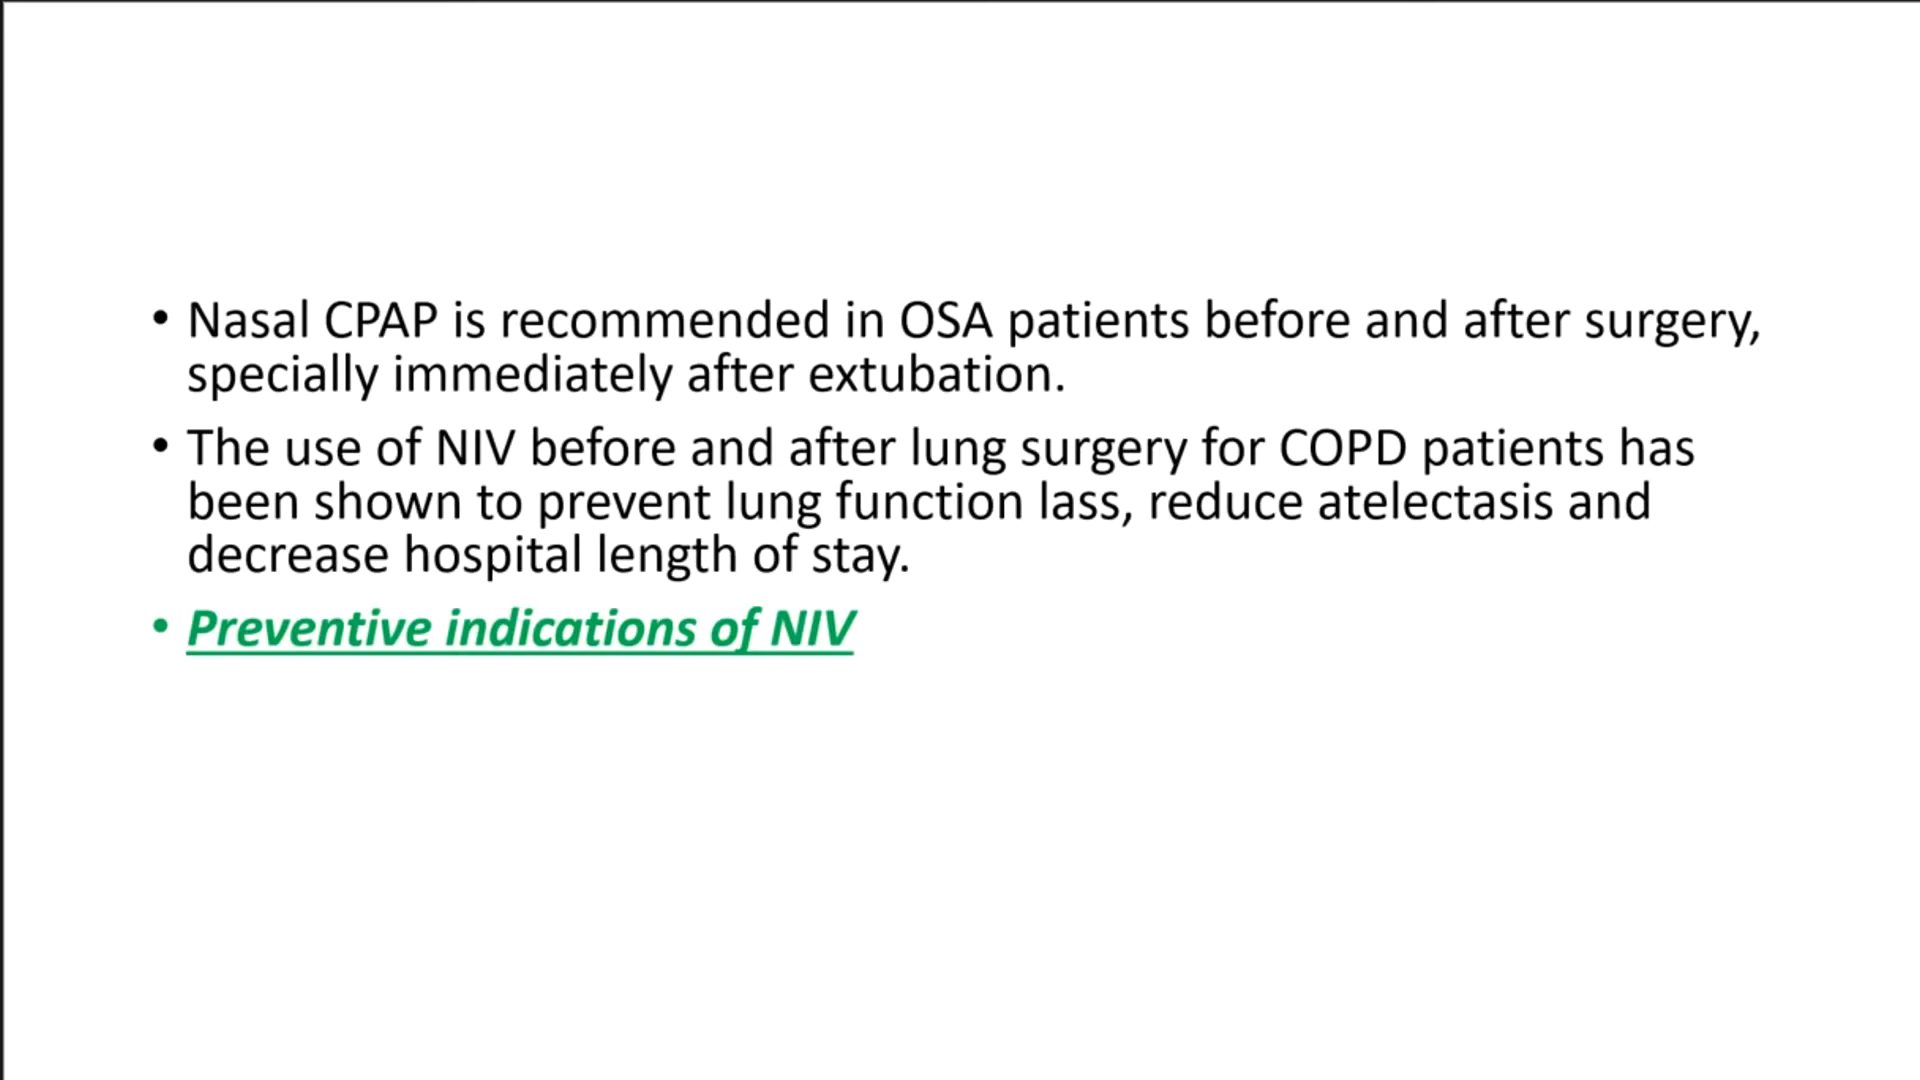 • Nasal CPAP is recommended in OSA patients before and after surgery,
specially immediately after extubation.
• The use of NIV before and after lung surgery for COPD patients has
been shown to prevent lung function lass, reduce atelectasis and
decrease hospital length of stay.
• Preventive indications of NIV